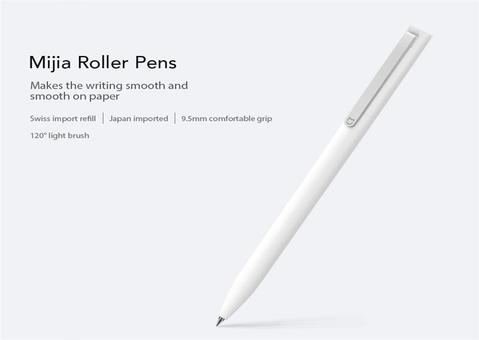 Mijia Roller Pens
Makes the writing smooth and
smooth on paper
Swiss import refill | Japan imported | 9.5mm comfortable grip
120° light brush